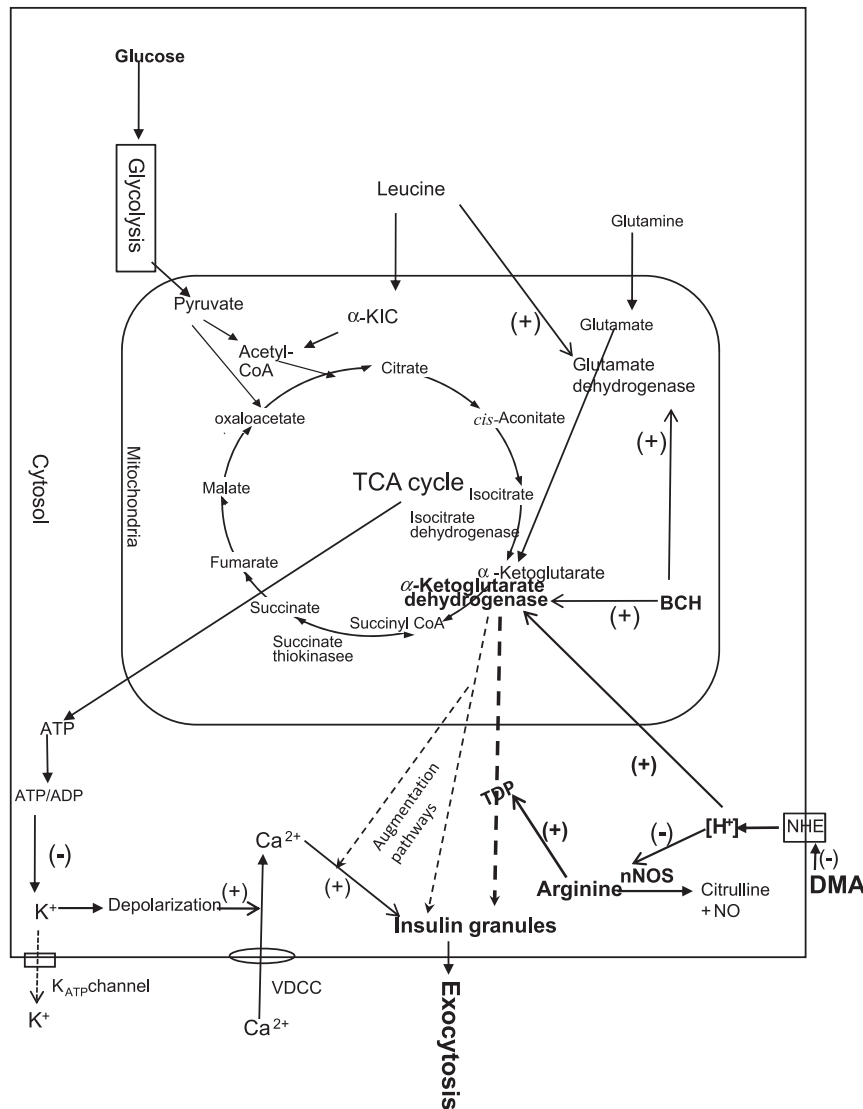 Glucose
Glycolysis
Leucine
Glutamine
Pyruvate
α-KIC
(+)
Glutamate
Acetyl-
CoA
Citrate
Glutamate
dehydrogenase
oxaloacetate
cis-Aconitate
(+)
Cytosol
Mitochondria
Malate
TCA cycle
Isocitrate
Isocitrate
dehydrogenase
Fumarate
α-Ketoglutarate
α-Ketoglutarate
dehydrogenase
BCH
(+)
Succinate
Succinyl CoA
Succinate
thiokinasee
ATP
(+)
ATP/ADP
TDP
Augmentation
pathways
[H+]
NHE
(-)
Ca2+
(+)
(-)
(-)
DMA
nNOS
Arginine
Citrulline
+NO
K+
Depolarization
(+)
(+)
Insulin granules
KATPchannel
VDCC
K+
Ca2+
Exocytosis